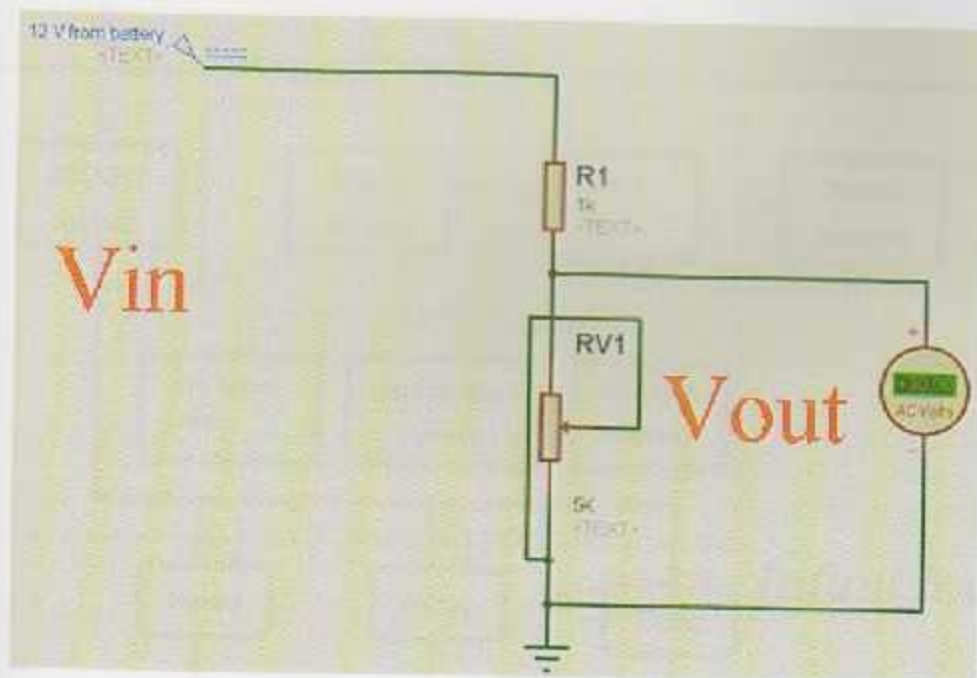 12 V from battery
<TEXT>
R1
1k
<TEXT>
Vin
RV1
Vout
AC Volts
5k
<TEXT>